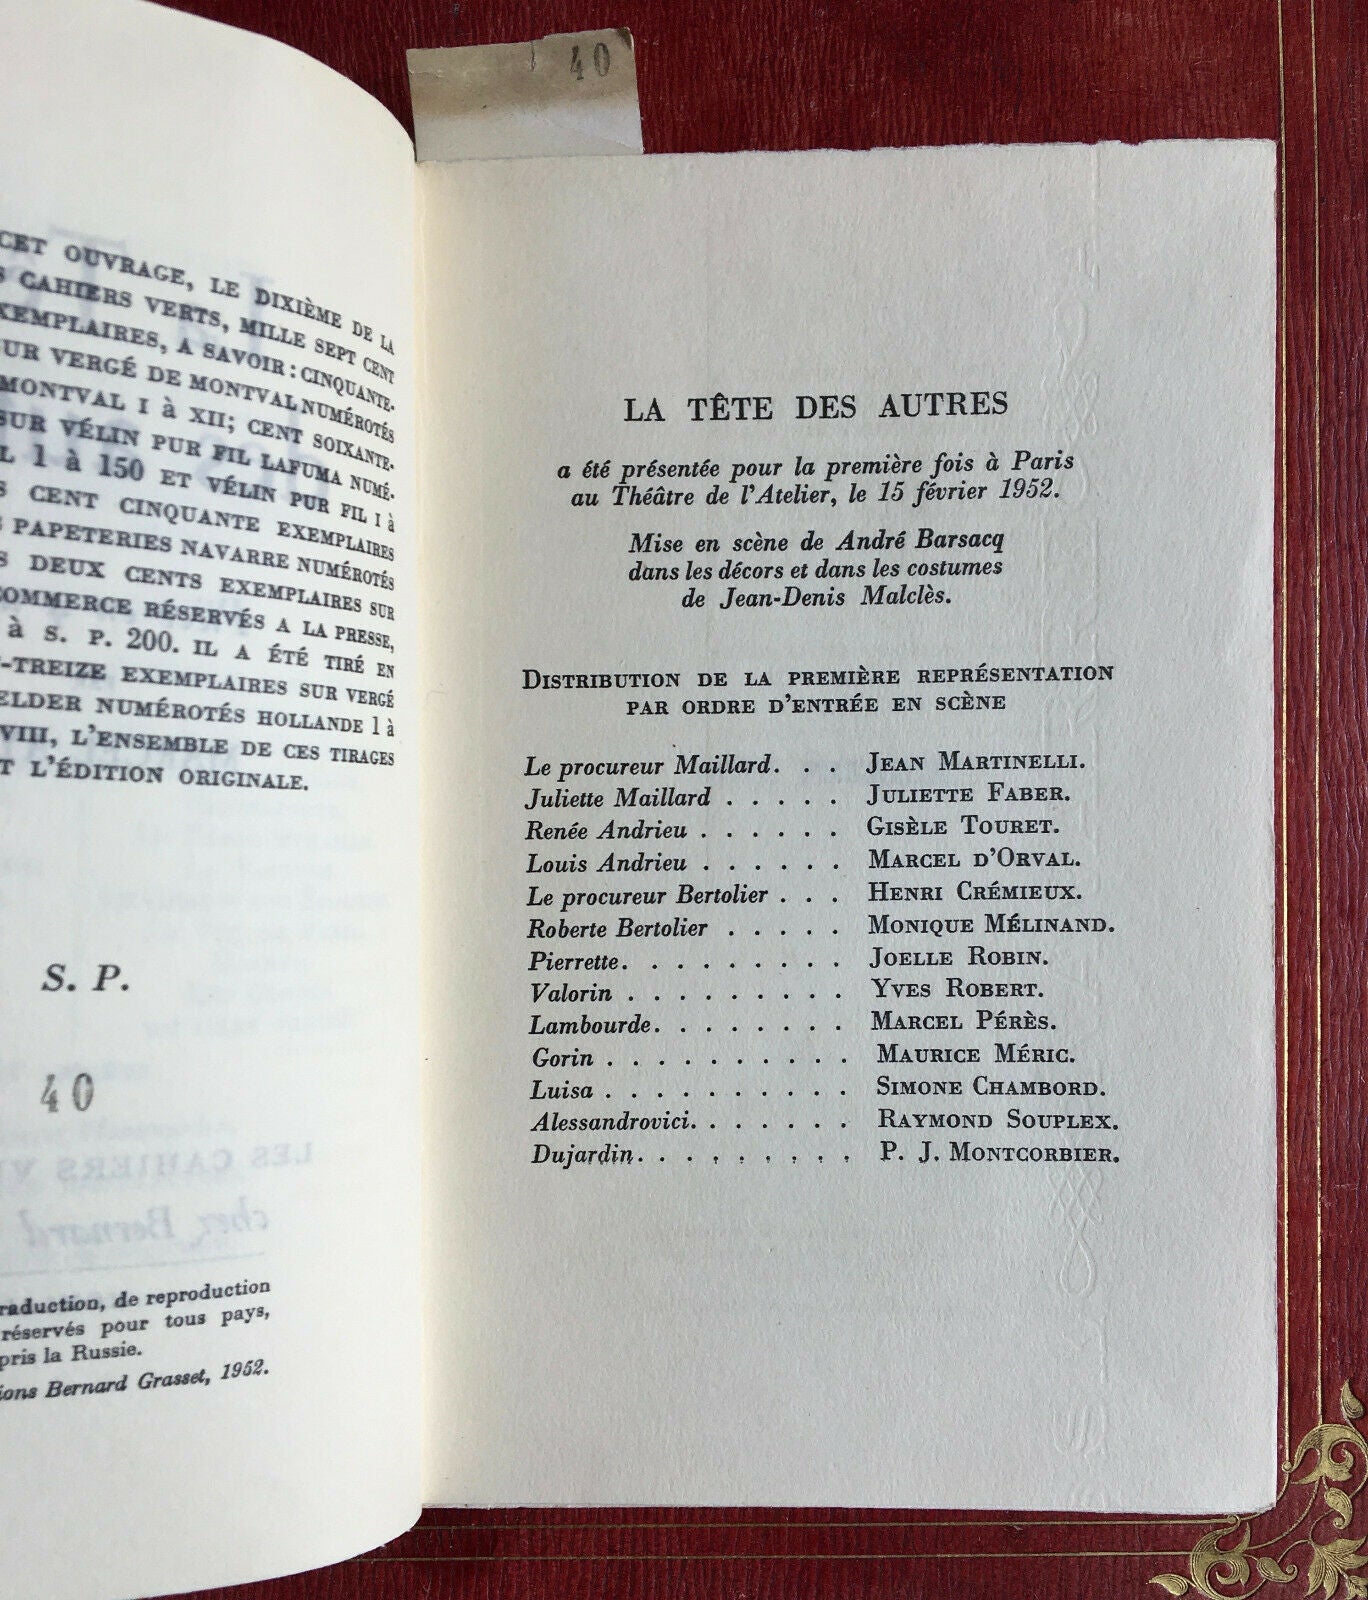 40
CET OUVRAGE, LE DIXIÈME DE LA
CAHIERS VERTS, MILLE SEPT CENT
EXEMPLAIRES, A SAVOIR : CINQUANTE-
SUR VERGÉ DE MONTVAL NUMÉROTÉS
MONTVAL I à XII; CENT SOIXANTE-
SUR VÉLIN PUR FIL LAFUMA NUMÉ-
L 1 à 150 ET VÉLIN PUR FIL I à
CENT CINQUANTE EXEMPLAIRES
PAPETERIES NAVARRE NUMÉROTÉS
DEUX CENTS EXEMPLAIRES SUR
COMMERCE RÉSERVÉS A LA PRESSE,
à S. P. 200. IL A ÉTÉ TIRÉ EN
-TREIZE EXEMPLAIRES SUR VERGÉ
ELDER NUMÉROTÉS HOLLANDE 1 à
VIII, L'ENSEMBLE DE CES TIRAGES
T L'ÉDITION ORIGINALE.
S. P.
40
raduction, de reproduction
réservés pour tous pays,
pris la Russie.
ions Bernard Grasset, 1952.
LA TÊTE DES AUTRES
a été présentée pour la première fois à Paris
au Théâtre de l'Atelier, le 15 février 1952.
Mise en scène de André Barsacq
dans les décors et dans les costumes
de Jean-Denis Malclès.
DISTRIBUTION DE LA PREMIÈRE REPRÉSENTATION
PAR ORDRE D'ENTRÉE EN SCÈNE
Le procureur Maillard. . . JEAN MARTINELLI.
Juliette Maillard . . . . . JULIETTE FABER.
Renée Andrieu . . . . . . GISÈLE TOURET.
Louis Andrieu . . . . . . MARCEL D'ORVAL.
Le procureur Bertolier . . . HENRI CRÉMIEUX.
Roberte Bertolier . . . . . MONIQUE MÉLINAND.
Pierrette. . . . . . . . . JOELLE ROBIN.
Valorin . . . . . . . . . YVES ROBERT.
Lambourde. . . . . . . . MARCEL PÉRÈS.
Gorin . . . . . . . . . . MAURICE MÉRIC.
Luisa . . . . . . . . . . SIMONE CHAMBORD.
Alessandrovici. . . . . . . RAYMOND SOUPLEX.
Dujardin. . . . . . . . . P. J. MONTCORBIER.